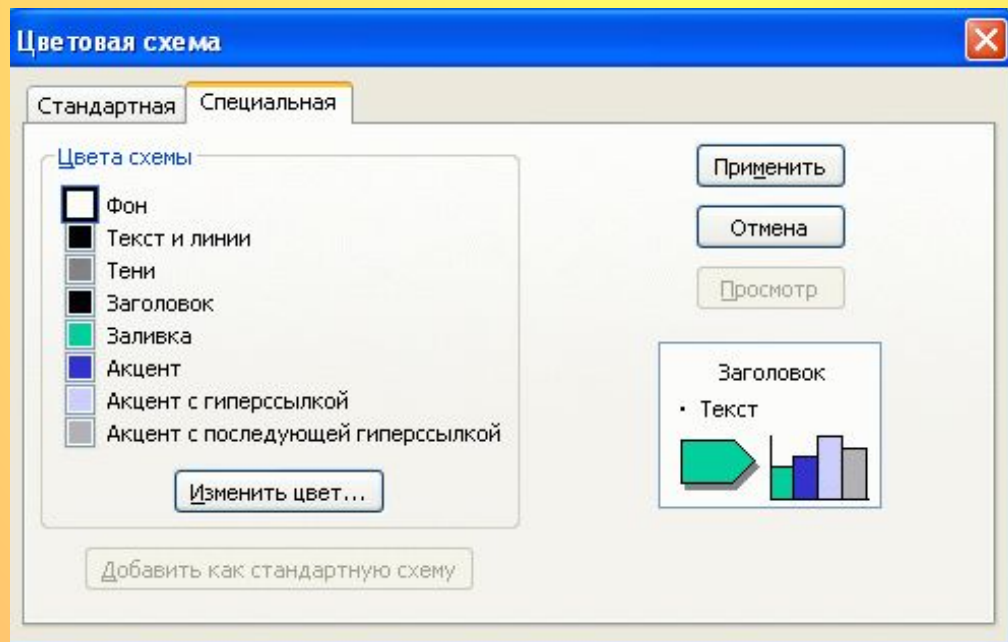 Цветовая схема
Стандартная
Специальная
Цвета схемы
Фон
Текст и линии
Тени
Заголовок
Заливка
Акцент
Акцент с гиперссылкой
Акцент с последующей гиперссылкой
Изменить цвет...
Добавить как стандартную схему
Применить
Отмена
Просмотр
Заголовок
· Текст